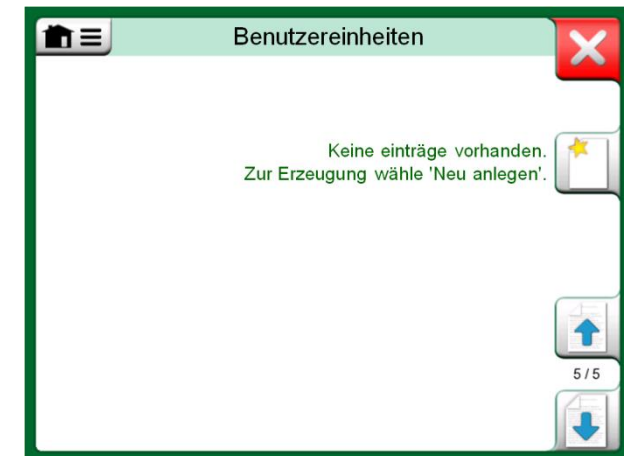 Benutzereinheiten
Keine einträge vorhanden.
Zur Erzeugung wähle 'Neu anlegen'.
5 / 5